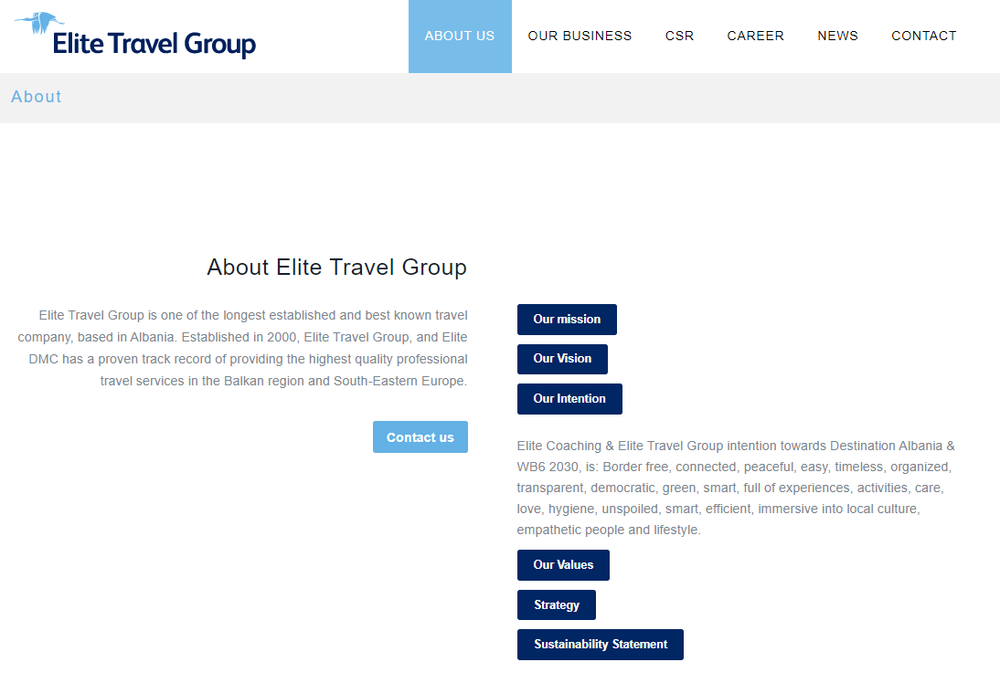 Elite Travel Group
ABOUT US
OUR BUSINESS
CSR
CAREER
NEWS
CONTACT
About
About Elite Travel Group
Elite Travel Group is one of the longest established and best known travel
company, based in Albania. Established in 2000, Elite Travel Group, and Elite
DMC has a proven track record of providing the highest quality professional
travel services in the Balkan region and South-Eastern Europe.
Contact us
Our mission
Our Vision
Our Intention
Elite Coaching & Elite Travel Group intention towards Destination Albania &
WB6 2030, is: Border free, connected, peaceful, easy, timeless, organized,
transparent, democratic, green, smart, full of experiences, activities, care,
love, hygiene, unspoiled, smart, efficient, immersive into local culture,
empathetic people and lifestyle.
Our Values
Strategy
Sustainability Statement